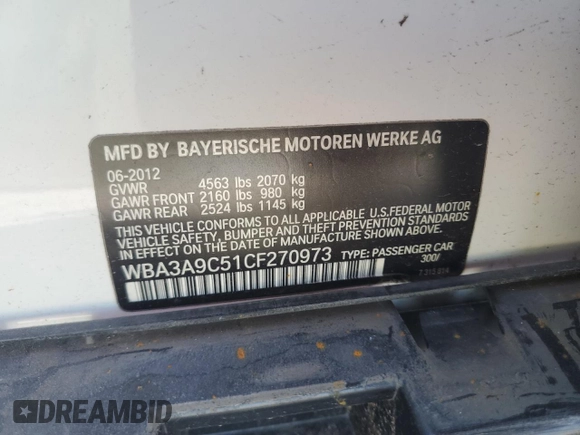 MFD BY BAYERISCHE MOTOREN WERKE AG
06-2012
GVWR 4563 lbs 2070 kg
GAWR FRONT 2160 lbs 980 kg
GAWR REAR 2524 lbs 1145 kg
THIS VEHICLE CONFORMS TO ALL APPLICABLE U.S.FEDERAL MOTOR
VEHICLE SAFETY, BUMPER, AND THEFT PREVENTION STANDARDS
IN EFFECT ON THE DATE OF MANUFACTURE SHOWN ABOVE.
WBA3A9C51CF270973 TYPE: PASSENGER CAR
300/
DREAMBID